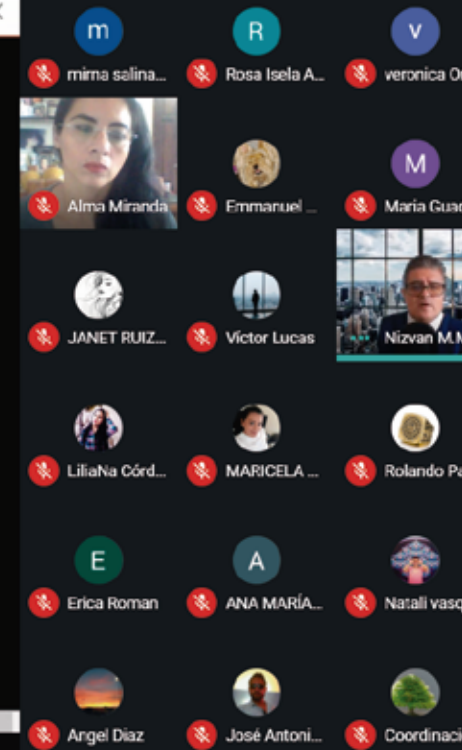 m R v
mirna salina... Rosa Isela A... veronica O
Alma Miranda Emmanuel ... M Maria Guad
JANET RUIZ... Víctor Lucas Nizvan M.M
LiliaNa Córd... MARICELA ... Rolando Pa
E A
Erica Roman ANA MARÍA... Natali vasq
Angel Diaz José Antoni... Coordinaci